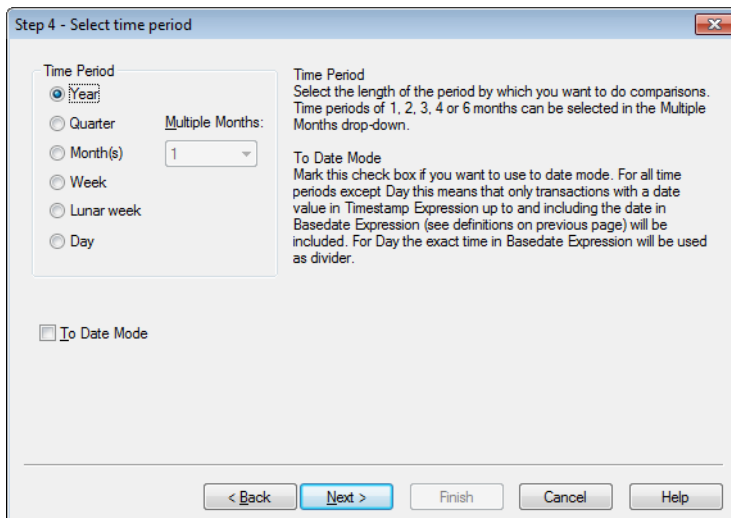 Step 4 - Select time period
Time Period
Year
Quarter
Multiple Months:
Month(s)
1
Week
Lunar week
Day
To Date Mode
Time Period
Select the length of the period by which you want to do comparisons.
Time periods of 1, 2, 3, 4 or 6 months can be selected in the Multiple
Months drop-down.
To Date Mode
Mark this check box if you want to use to date mode. For all time
periods except Day this means that only transactions with a date
value in Timestamp Expression up to and including the date in
Basedate Expression (see definitions on previous page) will be
included. For Day the exact time in Basedate Expression will be used
as divider.
< Back
Next >
Finish
Cancel
Help